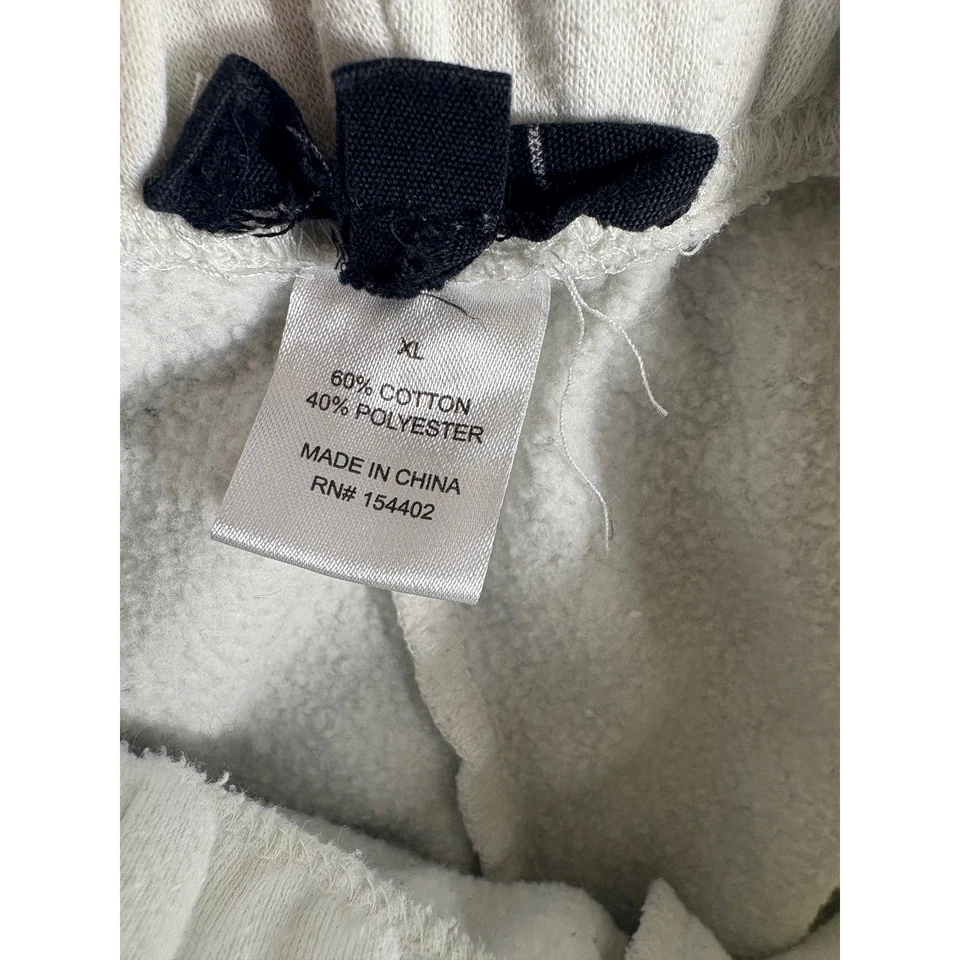 XL
60% COTTON
40% POLYESTER
MADE IN CHINA
RN# 154402